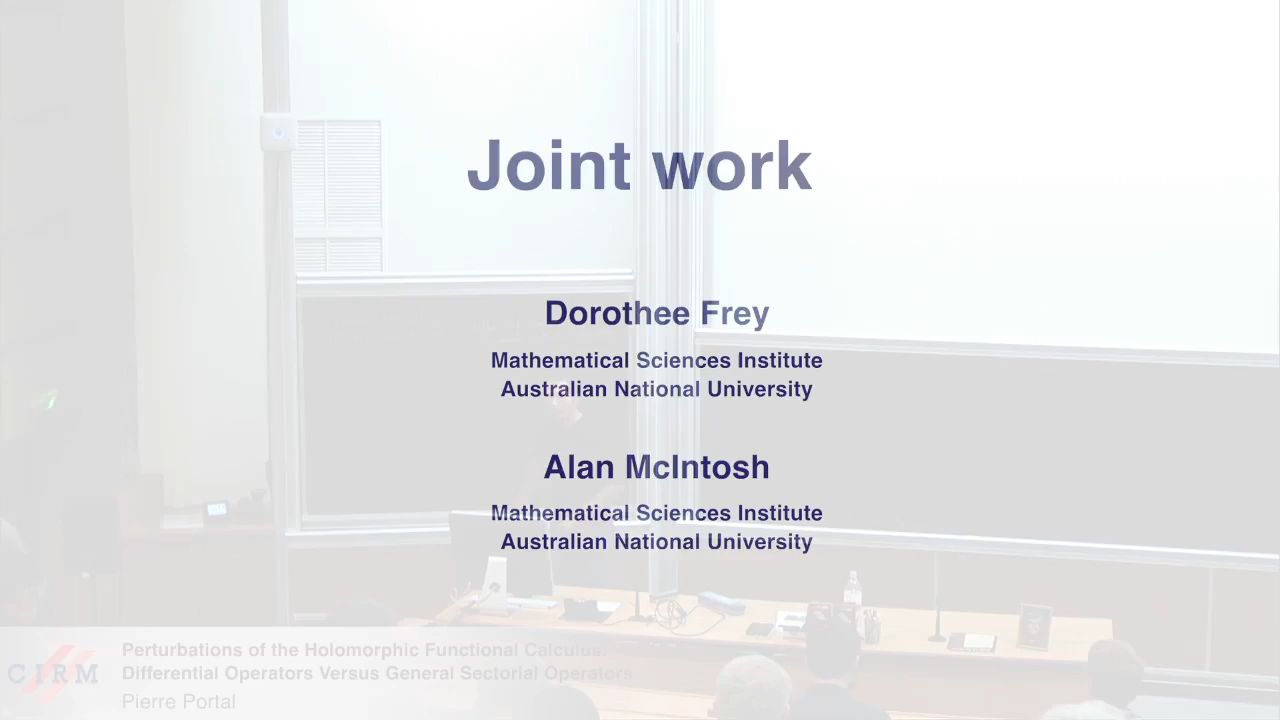 Joint work
Dorothee Frey
Mathematical Sciences Institute
Australian National University
Alan McIntosh
Mathematical Sciences Institute
Australian National University
Perturbations of the Holomorphic Functional Calculus:
Differential Operators Versus General Sectorial Operators
CIRM
Pierre Portal